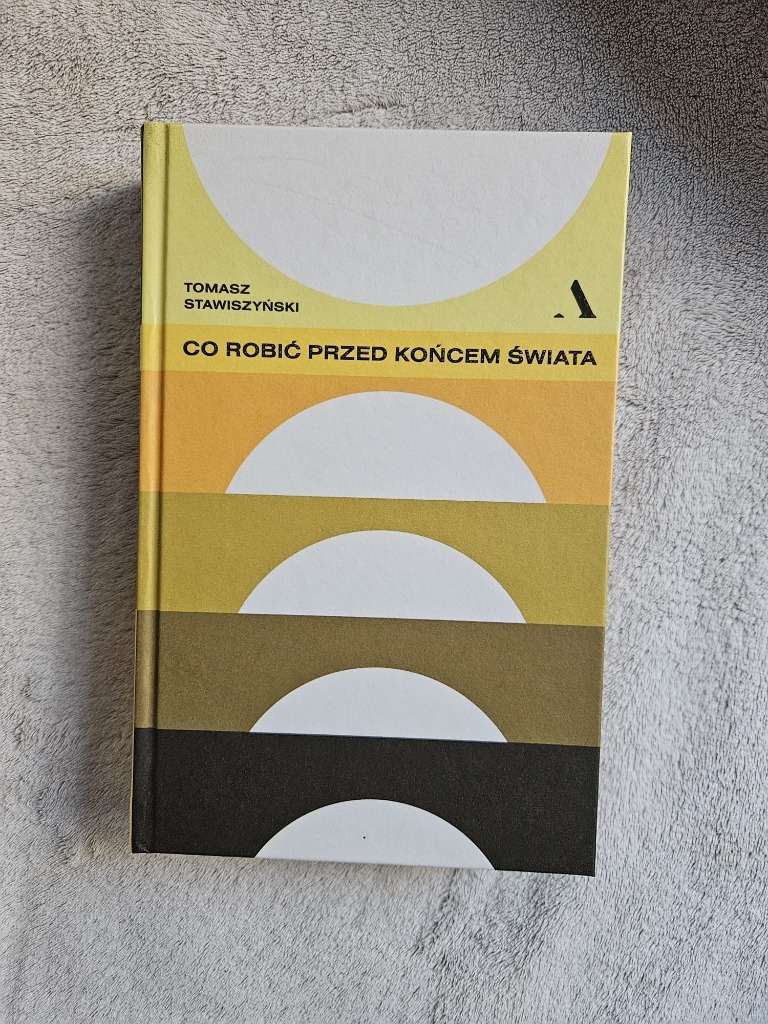 TOMASZ
STAWISZYŃSKI
A
CO ROBIĆ PRZED KOŃCEM ŚWIATA